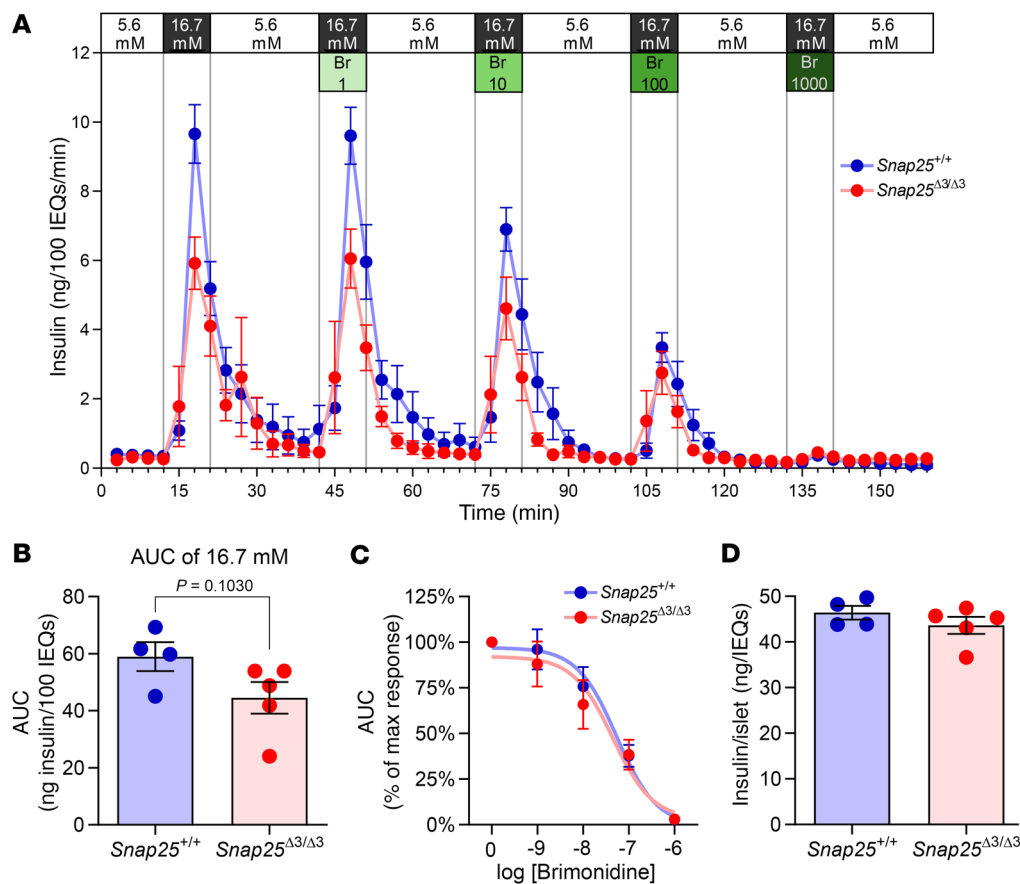 A
5.6 mM 16.7 mM 5.6 mM 16.7 mM 5.6 mM 16.7 mM 5.6 mM 16.7 mM 5.6 mM 16.7 mM 5.6 mM
Br 1 Br 10 Br 100 Br 1000
12
10
8
6
4
2
0
Insulin (ng/100 IEQs/min)
Snap25+/+
Snap25Δ3/Δ3
0 15 30 45 60 75 90 105 120 135 150
Time (min)
B
AUC of 16.7 mM
P = 0.1030
80
60
40
20
0
AUC
(ng insulin/100 IEQs)
Snap25+/+ Snap25Δ3/Δ3
C
Snap25+/+
Snap25Δ3/Δ3
125%
100%
75%
50%
25%
0%
AUC
(% of max response)
0 -9 -8 -7 -6
log [Brimonidine]
D
50
40
30
20
10
0
Insulin/islet (ng/IEQs)
Snap25+/+ Snap25Δ3/Δ3